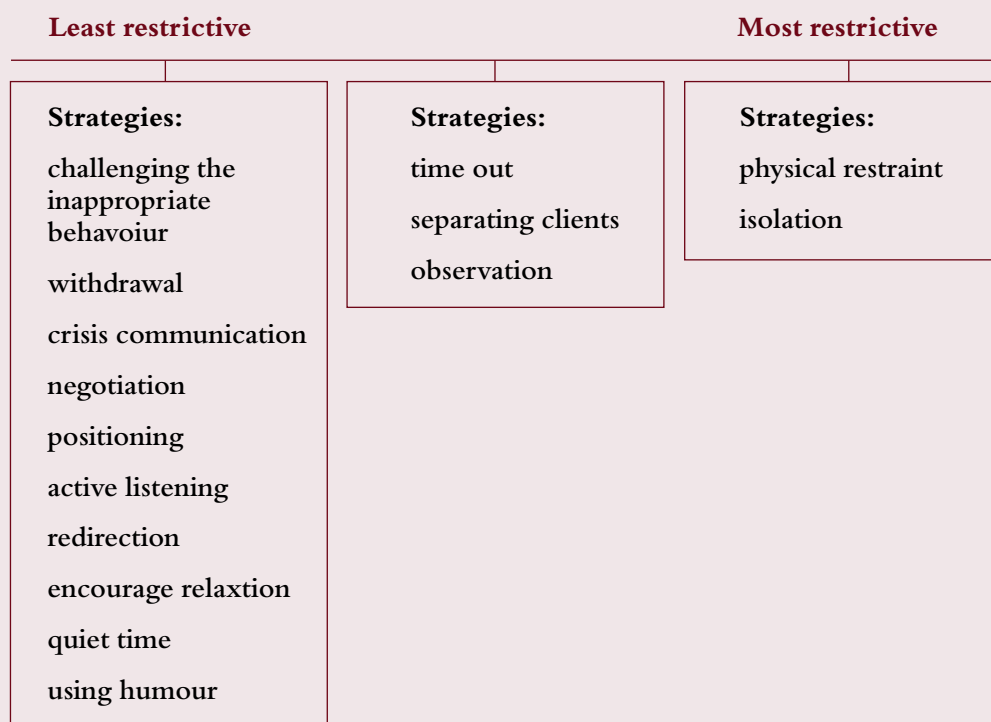 Least restrictive
Most restrictive
Strategies:
challenging the
inappropriate
behavoiur
withdrawal
crisis communication
negotiation
positioning
active listening
redirection
encourage relaxtion
quiet time
using humour
Strategies:
time out
separating clients
observation
Strategies:
physical restraint
isolation